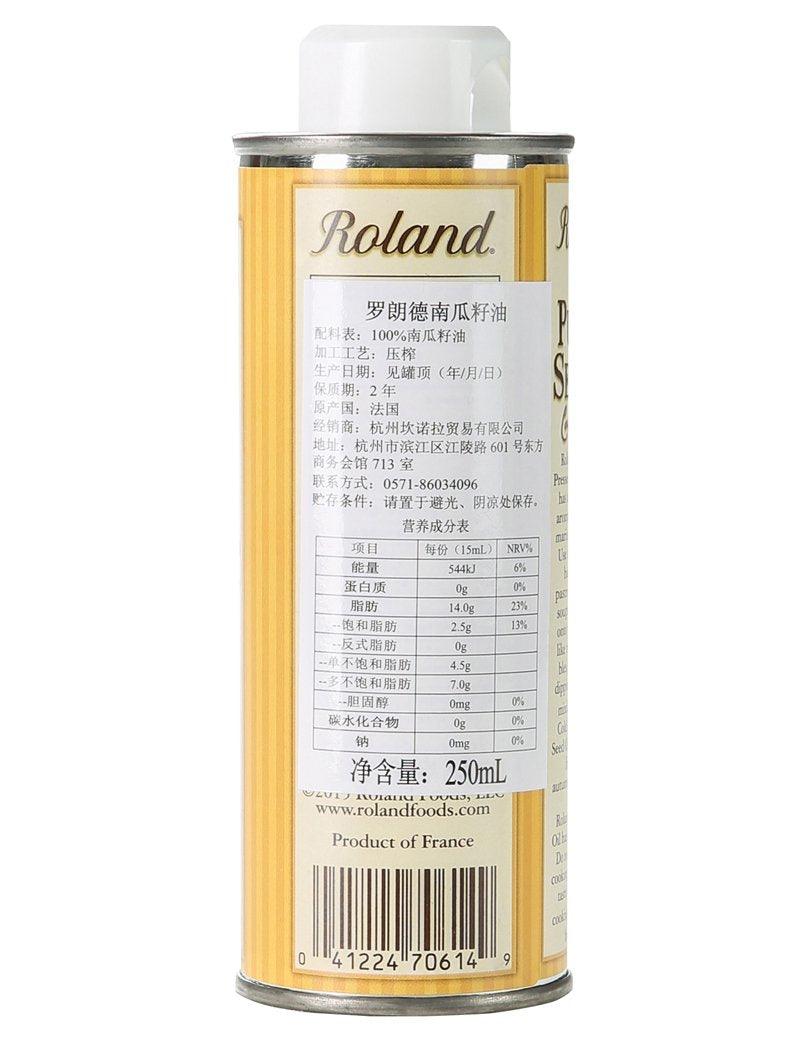 Roland
罗朗德南瓜籽油
配料表：100%南瓜籽油
加工工艺：压榨
生产日期：见罐顶（年/月/日）
保质期：2 年
原产国：法国
经销商：杭州坎诺拉贸易有限公司
地址：杭州市滨江区江陵路 601 号东方
商务会馆 713 室
联系方式：0571-86034096
贮存条件：请置于避光、阴凉处保存。
营养成分表
项目 每份（15mL） NRV%
能量 544kJ 6%
蛋白质 0g 0%
脂肪 14.0g 23%
--饱和脂肪 2.5g 13%
--反式脂肪 0g
--单不饱和脂肪 4.5g
--多不饱和脂肪 7.0g
--胆固醇 0mg 0%
碳水化合物 0g 0%
钠 0mg 0%
净含量：250mL
Roland Foods, LLC
www.rolandfoods.com
Product of France
0 41224 70614 9